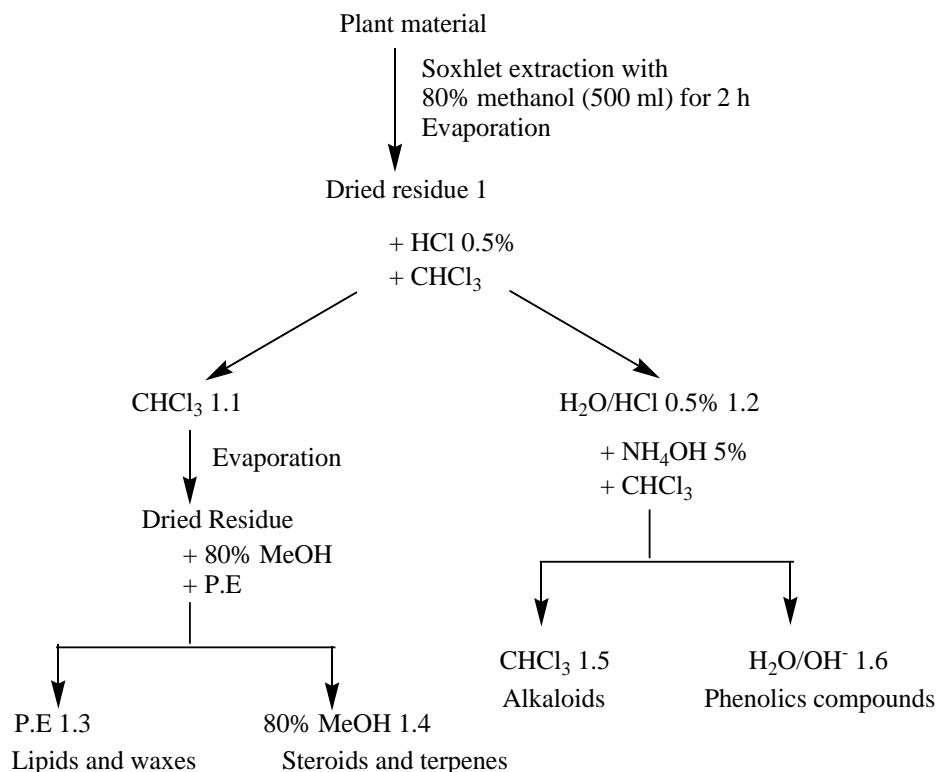 Plant material
Soxhlet extraction with
80% methanol (500 ml) for 2 h
Evaporation
Dried residue 1
+ HCl 0.5%
+ CHCl₃
CHCl₃ 1.1
H₂O/HCl 0.5% 1.2
Evaporation
+ NH₄OH 5%
+ CHCl₃
Dried Residue
+ 80% MeOH
+ P.E
CHCl₃ 1.5
H₂O/OH⁻ 1.6
Alkaloids
Phenolics compounds
P.E 1.3
80% MeOH 1.4
Lipids and waxes
Steroids and terpenes